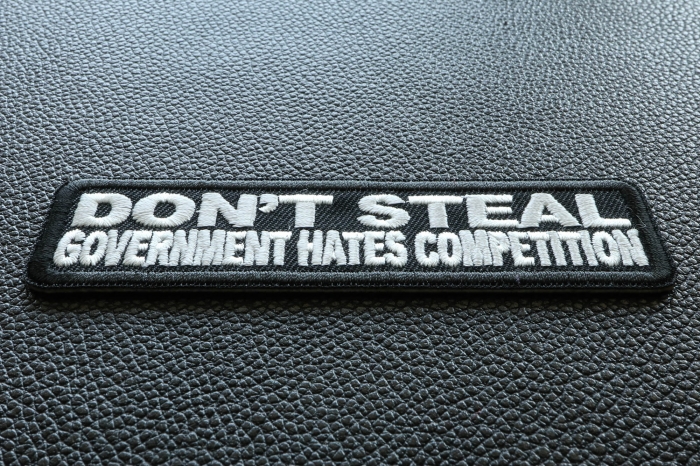 DON'T STEAL
GOVERNMENT HATES COMPETITION